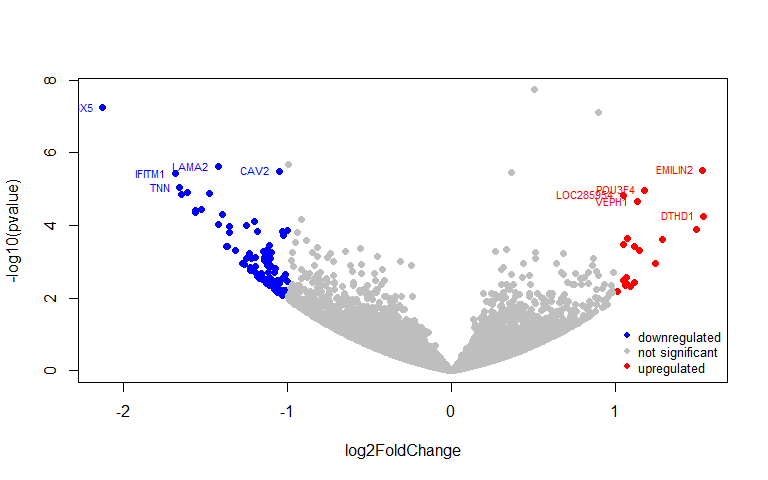 8
6
4
2
0
-log10(pvalue)
X5
LAMA2
IFITM1
CAV2
TNN
EMILIN2
POU3F4
LOC285954
VEPH1
DTHD1
downregulated
not significant
upregulated
-2
-1
0
1
log2FoldChange